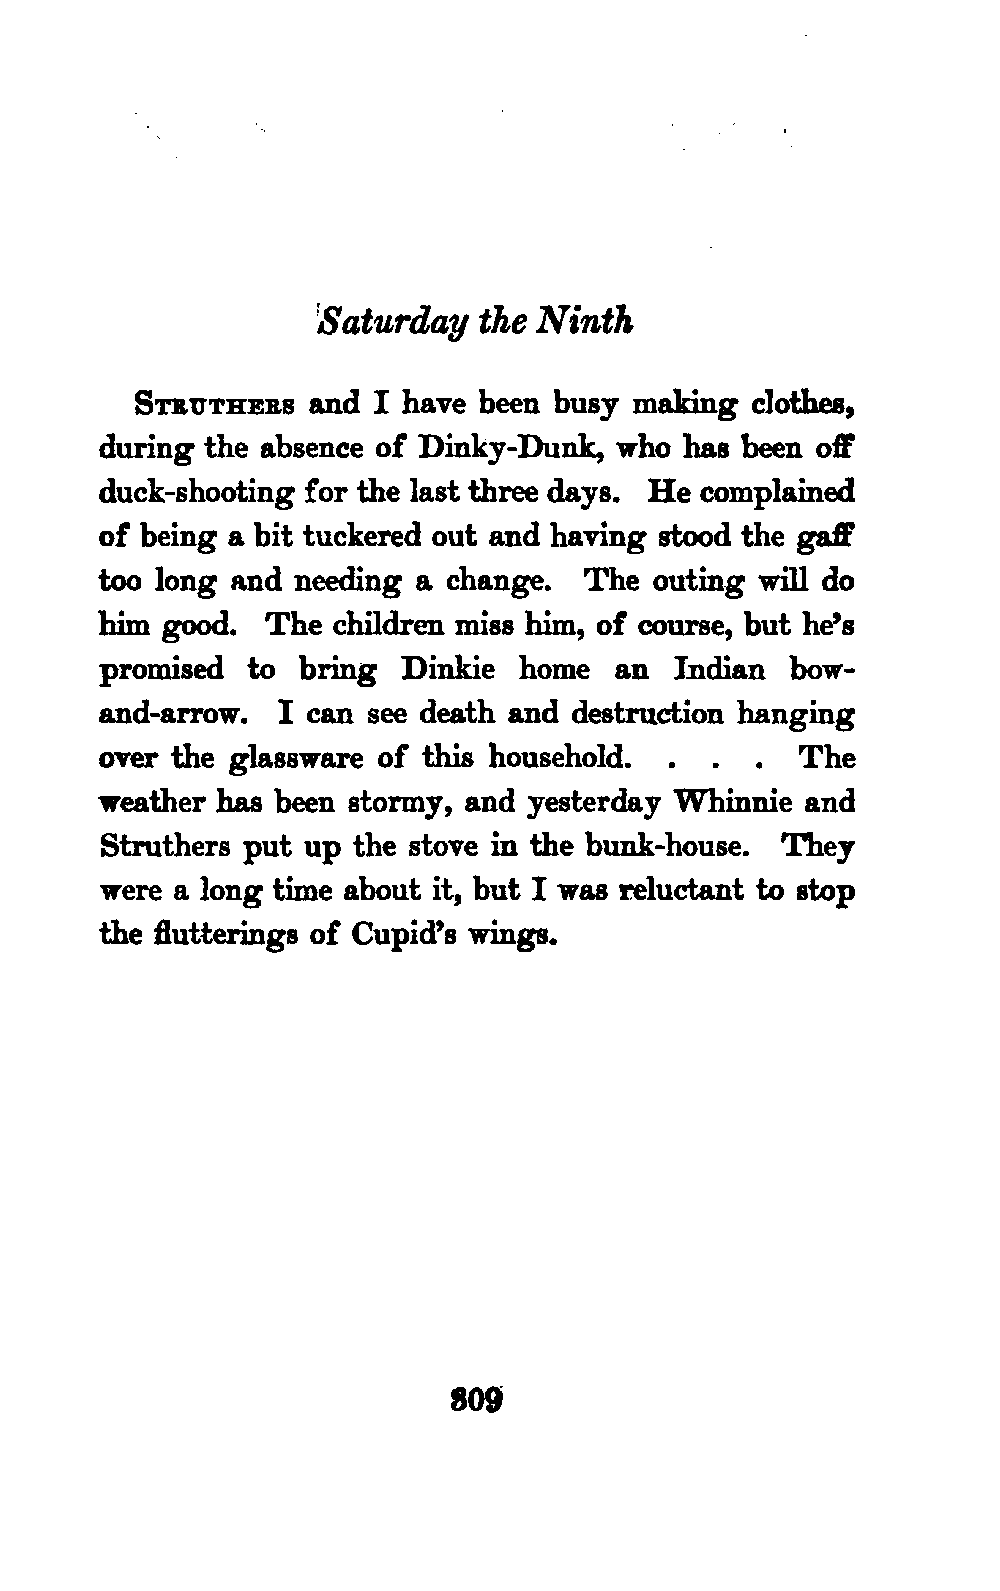 Saturday the Ninth
STRUTHERS and I have been busy making clothes,
during the absence of Dinky-Dunk, who has been off
duck-shooting for the last three days. He complained
of being a bit tuckered out and having stood the gaff
too long and needing a change. The outing will do
him good. The children miss him, of course, but he's
promised to bring Dinkie home an Indian bow-
and-arrow. I can see death and destruction hanging
over the glassware of this household. . . . The
weather has been stormy, and yesterday Whinnie and
Struthers put up the stove in the bunk-house. They
were a long time about it, but I was reluctant to stop
the flutterings of Cupid's wings.
309